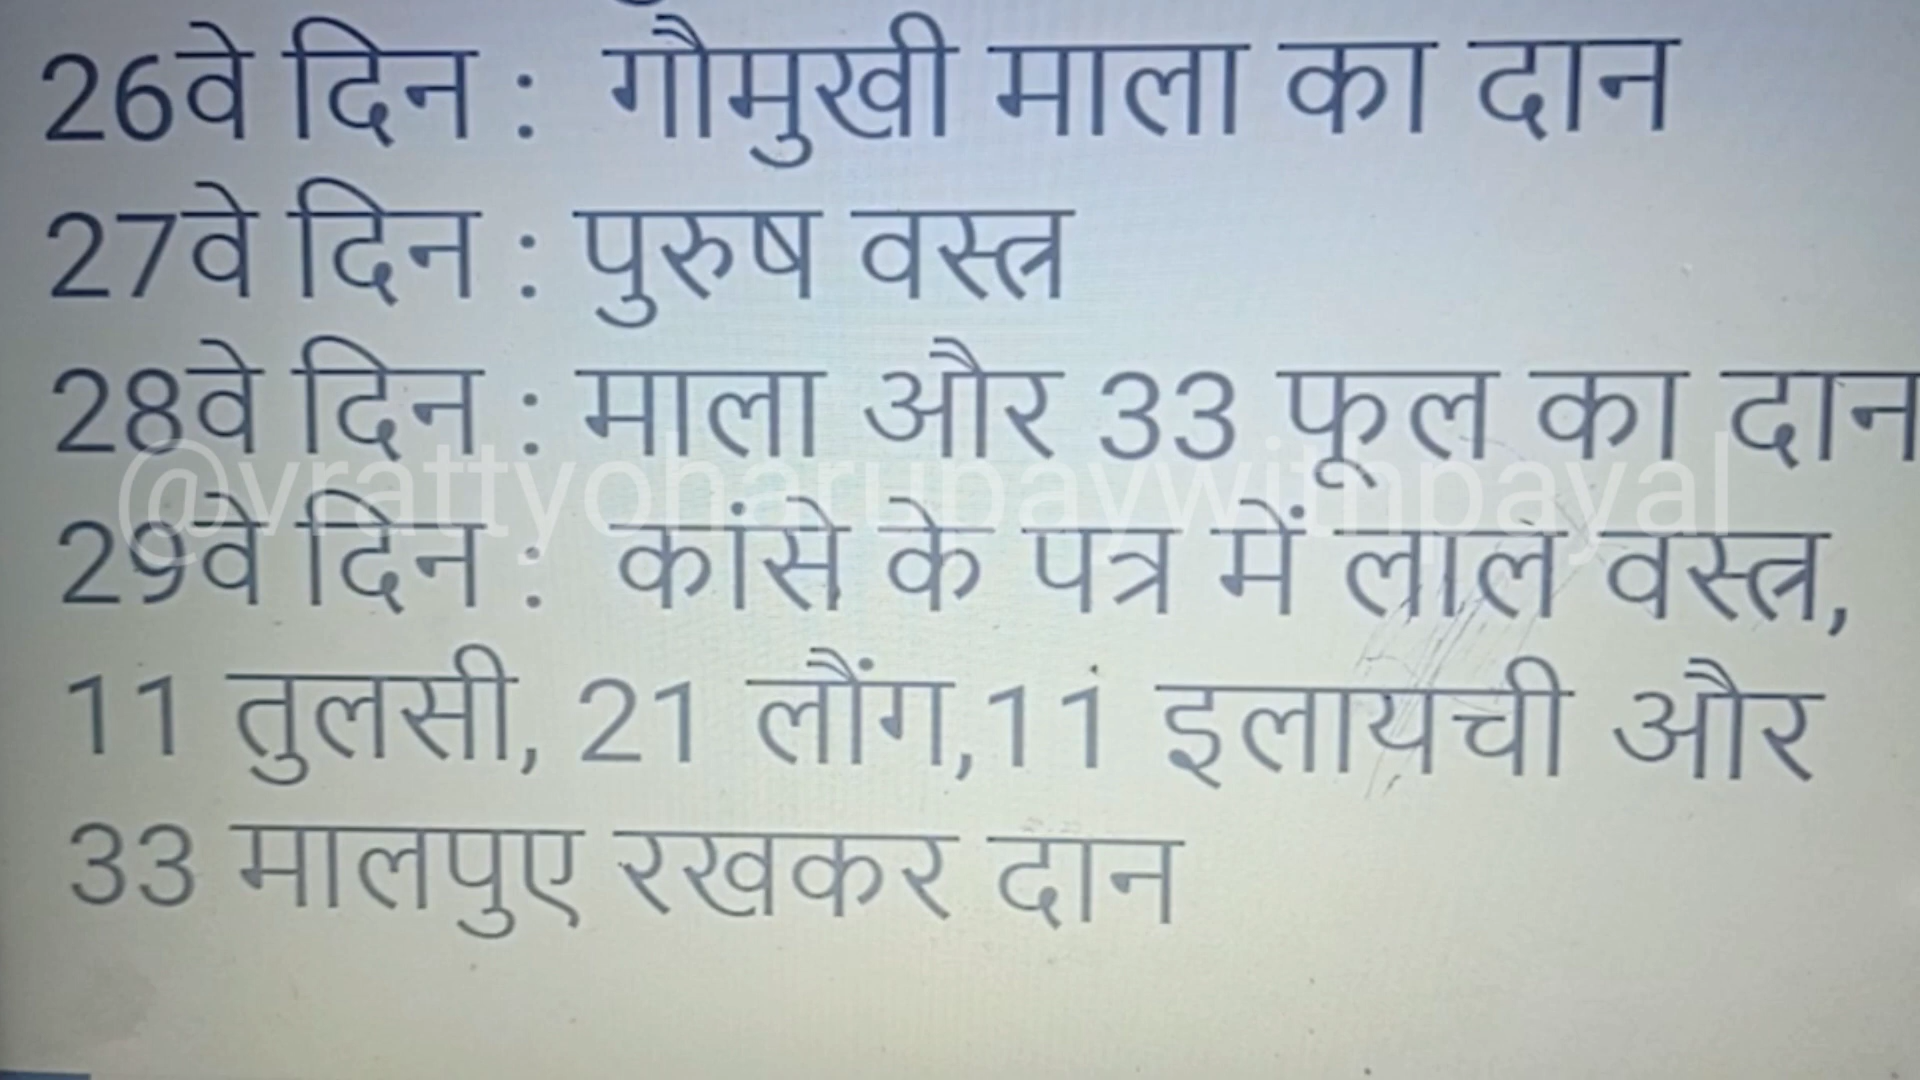 26वे दिन :  गौमुखी माला का दान
27वे दिन : पुरुष वस्त्र
28वे दिन : माला और 33 फूल का दान
@vrattyoharupaywithpayal
29वे दिन :  कांसे के पत्र में लाल वस्त्र,
11 तुलसी, 21 लौंग,11 इलायची और
33 मालपुए रखकर दान